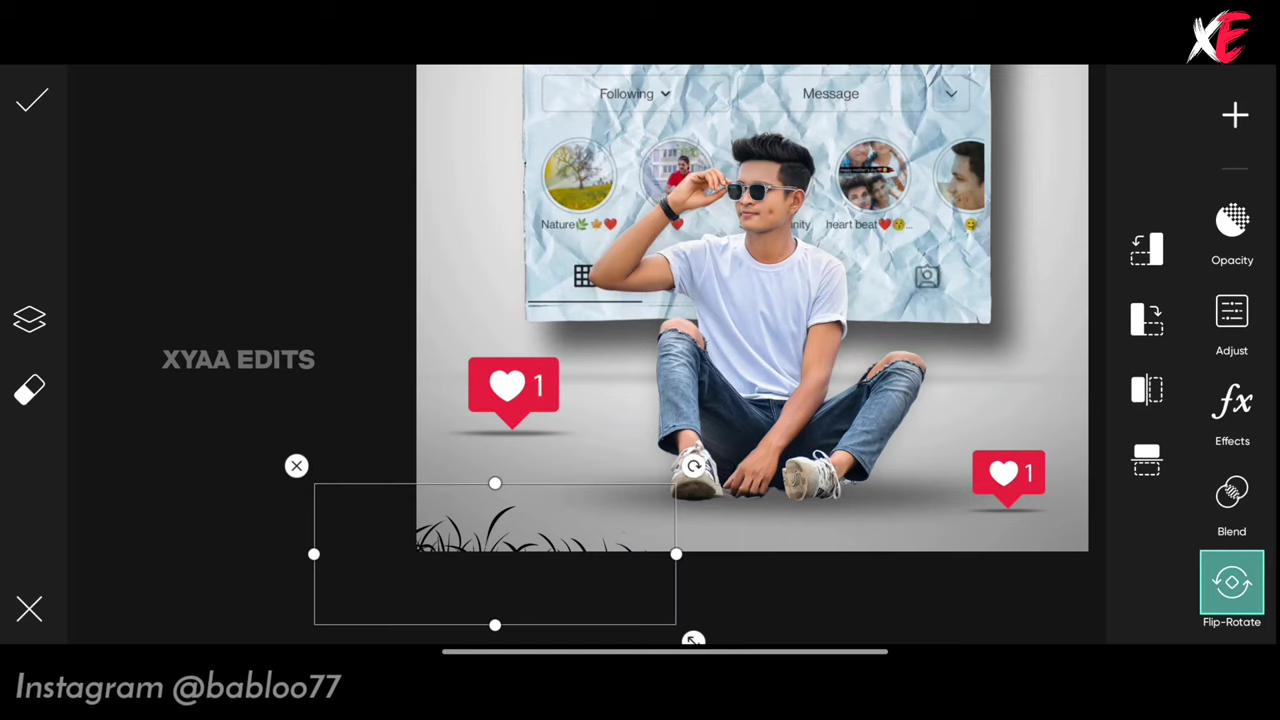 XE
Following
Message
Nature🌿🍁❤️
❤️
nity
heart beat❤️😚...
😋
1
1
XYAA EDITS
Opacity
Adjust
fx
Effects
Blend
Flip-Rotate
Instagram @babloo77